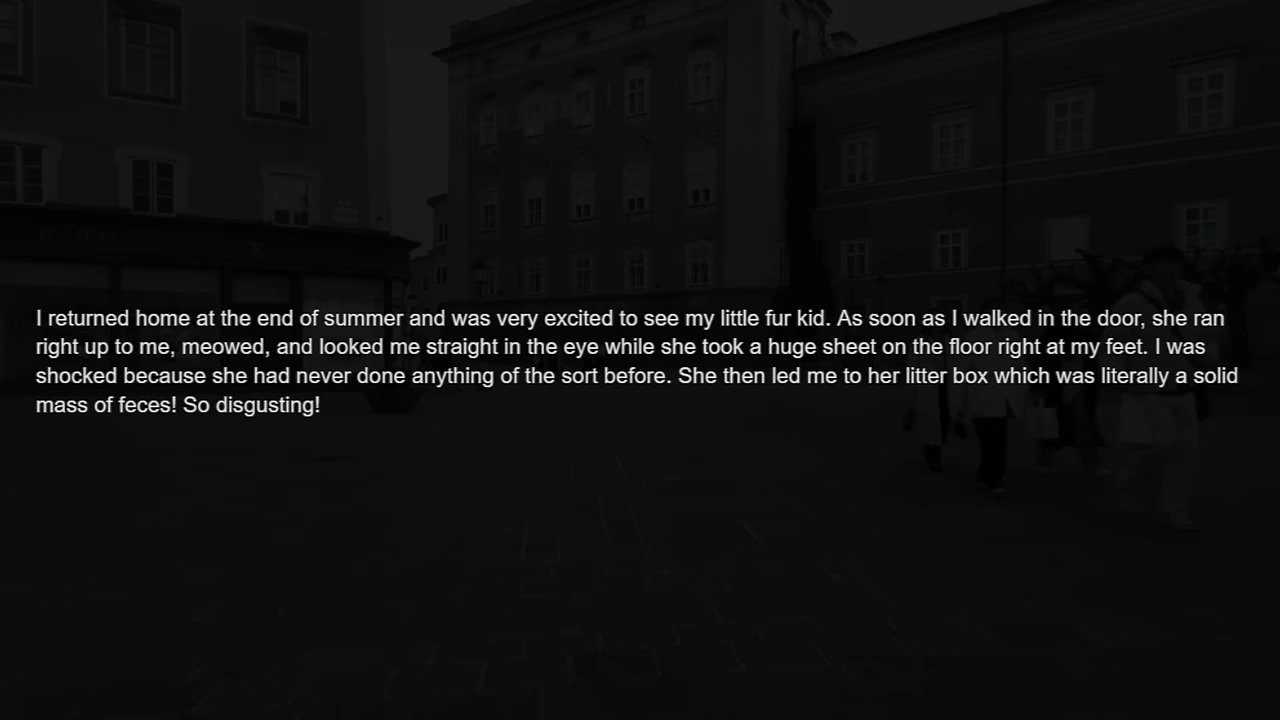 I returned home at the end of summer and was very excited to see my little fur kid. As soon as I walked in the door, she ran
right up to me, meowed, and looked me straight in the eye while she took a huge sheet on the floor right at my feet. I was
shocked because she had never done anything of the sort before. She then led me to her litter box which was literally a solid
mass of feces! So disgusting!